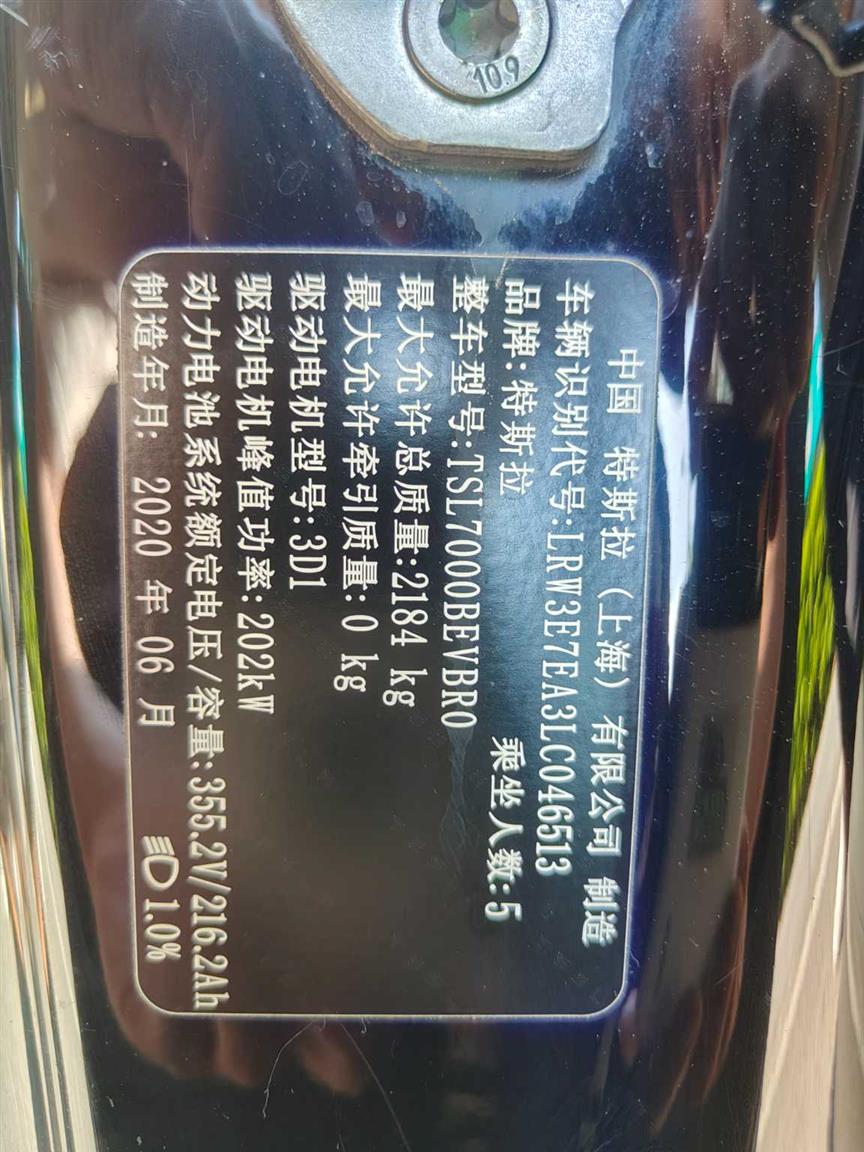 10.9
中国 特斯拉（上海）有限公司 制造
车辆识别代号:LRW3E7EA3LC046513
品牌:特斯拉 乘坐人数:5
整车型号:TSL7000BEVBR0
最大允许总质量:2184 kg
最大允许牵引质量:0 kg
驱动电机型号:3D1
驱动电机峰值功率:202kW
动力电池系统额定电压/容量:355.2V/216.2Ah
制造年月: 2020 年 06 月 1.0%